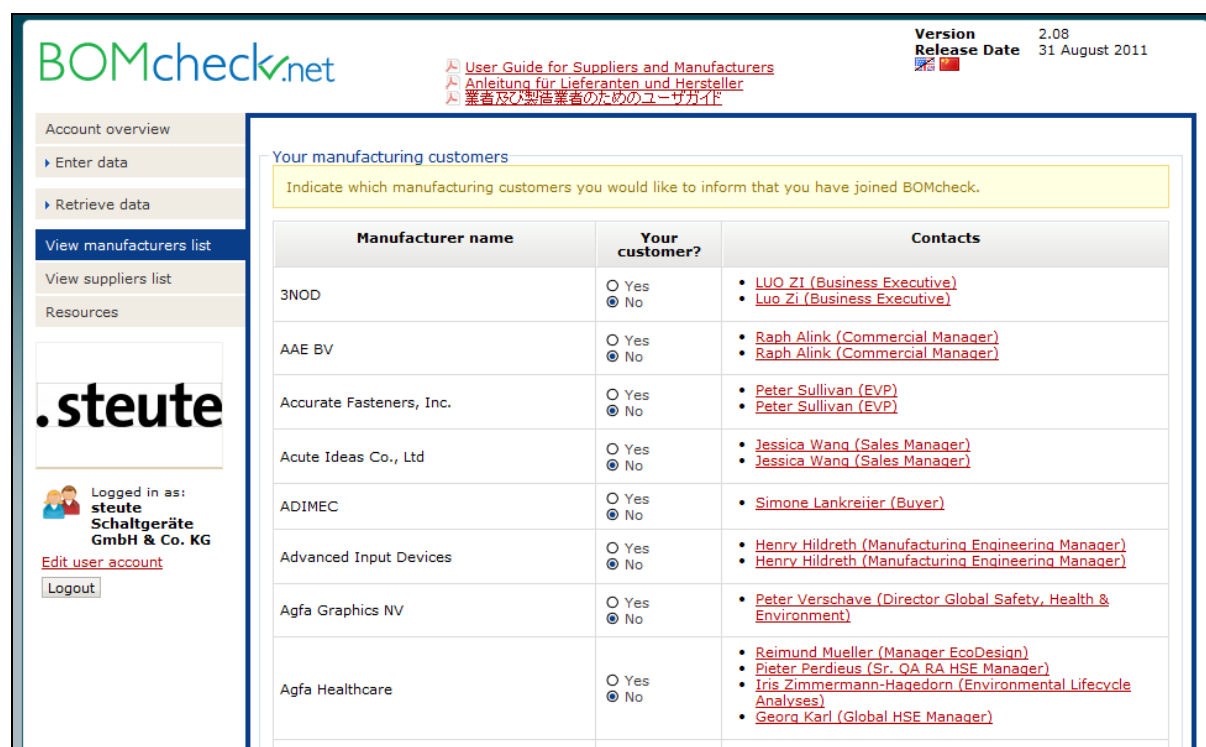 BOMcheck.net
User Guide for Suppliers and Manufacturers
Anleitung für Lieferanten und Hersteller
業者及び製造業者のためのユーザガイド
Version 2.08
Release Date 31 August 2011
Account overview
Enter data
Retrieve data
View manufacturers list
View suppliers list
Resources
.steute
Logged in as:
steute
Schaltgeräte
GmbH & Co. KG
Edit user account
Logout
Your manufacturing customers
Indicate which manufacturing customers you would like to inform that you have joined BOMcheck.
Manufacturer name
Your
customer?
Contacts
3NOD
Yes
No
LUO ZI (Business Executive)
Luo Zi (Business Executive)
AAE BV
Yes
No
Raph Alink (Commercial Manager)
Raph Alink (Commercial Manager)
Accurate Fasteners, Inc.
Yes
No
Peter Sullivan (EVP)
Peter Sullivan (EVP)
Acute Ideas Co., Ltd
Yes
No
Jessica Wang (Sales Manager)
Jessica Wang (Sales Manager)
ADIMEC
Yes
No
Simone Lankreijer (Buyer)
Advanced Input Devices
Yes
No
Henry Hildreth (Manufacturing Engineering Manager)
Henry Hildreth (Manufacturing Engineering Manager)
Agfa Graphics NV
Yes
No
Peter Verschave (Director Global Safety, Health &
Environment)
Agfa Healthcare
Yes
No
Reimund Mueller (Manager EcoDesign)
Pieter Perdieus (Sr. QA RA HSE Manager)
Iris Zimmermann-Hagedorn (Environmental Lifecycle
Analyses)
Georg Karl (Global HSE Manager)